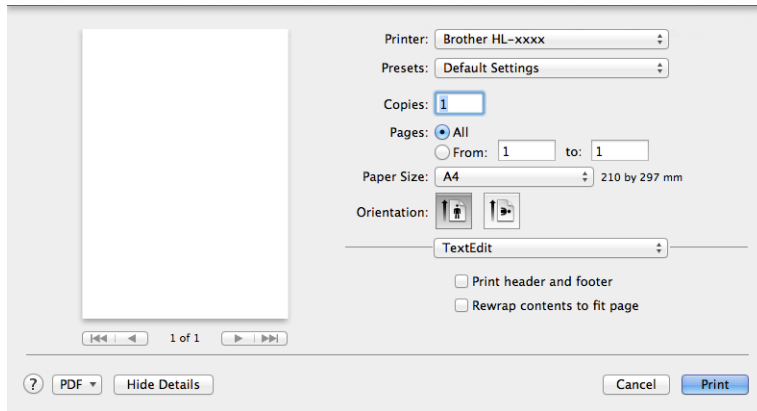 Printer: Brother HL-xxxx
Presets: Default Settings
Copies: 1
Pages: All
From: 1 to: 1
Paper Size: A4 210 by 297 mm
Orientation:
TextEdit
Print header and footer
Rewrap contents to fit page
1 of 1
? PDF Hide Details Cancel Print